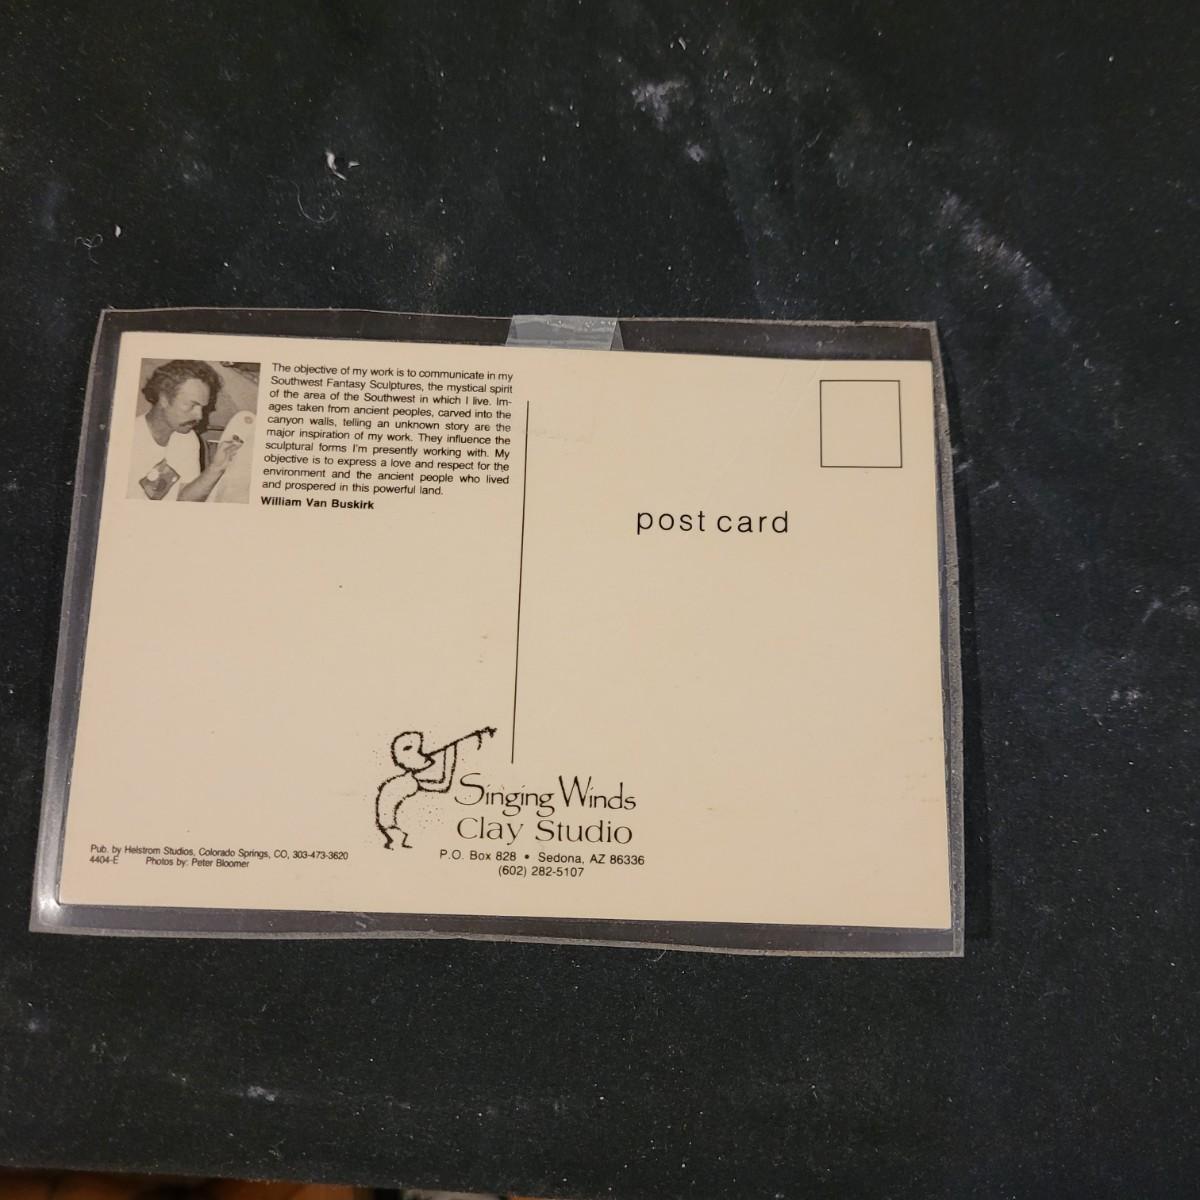 The objective of my work is to communicate in my
Southwest Fantasy Sculptures, the mystical spirit
of the area of the Southwest in which I live. Im-
ages taken from ancient peoples, carved into the
canyon walls, telling an unknown story are the
major inspiration of my work. They influence the
sculptural forms I'm presently working with. My
objective is to express a love and respect for the
environment and the ancient people who lived
and prospered in this powerful land.
William Van Buskirk
post card
Singing Winds
Clay Studio
P.O. Box 828 • Sedona, AZ 86336
(602) 282-5107
Pub. by Helstrom Studios, Colorado Springs, CO, 303-473-3620
4404-E Photos by: Peter Bloomer